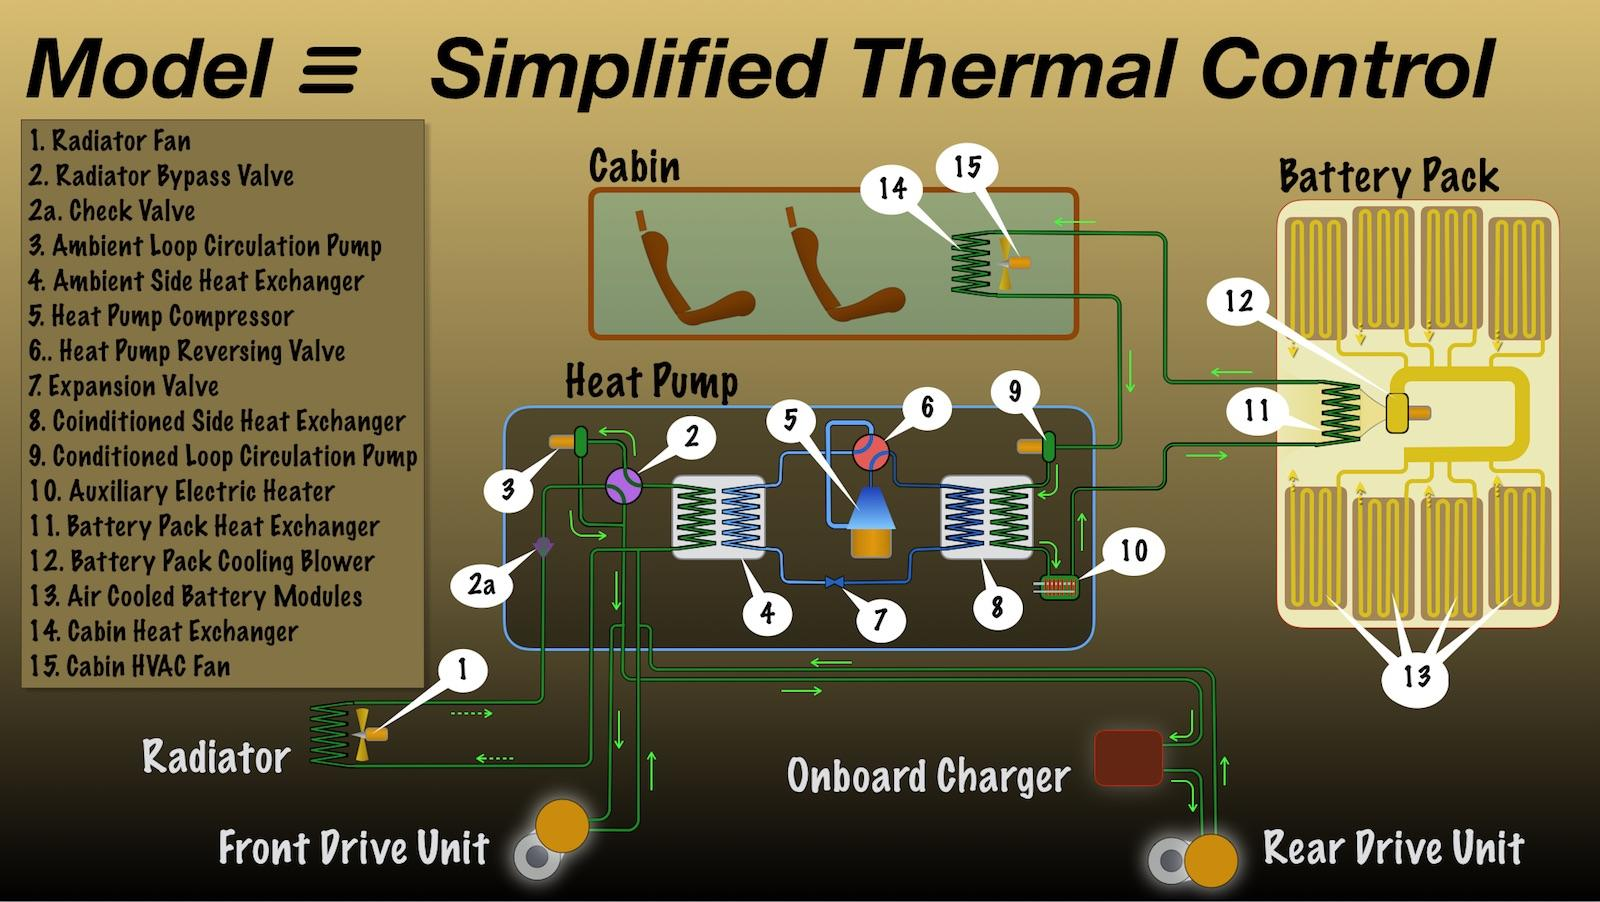 Model ☰ Simplified Thermal Control
1. Radiator Fan
2. Radiator Bypass Valve
2a. Check Valve
3. Ambient Loop Circulation Pump
4. Ambient Side Heat Exchanger
5. Heat Pump Compressor
6.. Heat Pump Reversing Valve
7. Expansion Valve
8. Coinditioned Side Heat Exchanger
9. Conditioned Loop Circulation Pump
10. Auxiliary Electric Heater
11. Battery Pack Heat Exchanger
12. Battery Pack Cooling Blower
13. Air Cooled Battery Modules
14. Cabin Heat Exchanger
15. Cabin HVAC Fan
Cabin
14
15
Battery Pack
12
11
13
Heat Pump
2
5
6
9
3
2a
4
7
8
10
1
Radiator
Front Drive Unit
Onboard Charger
Rear Drive Unit